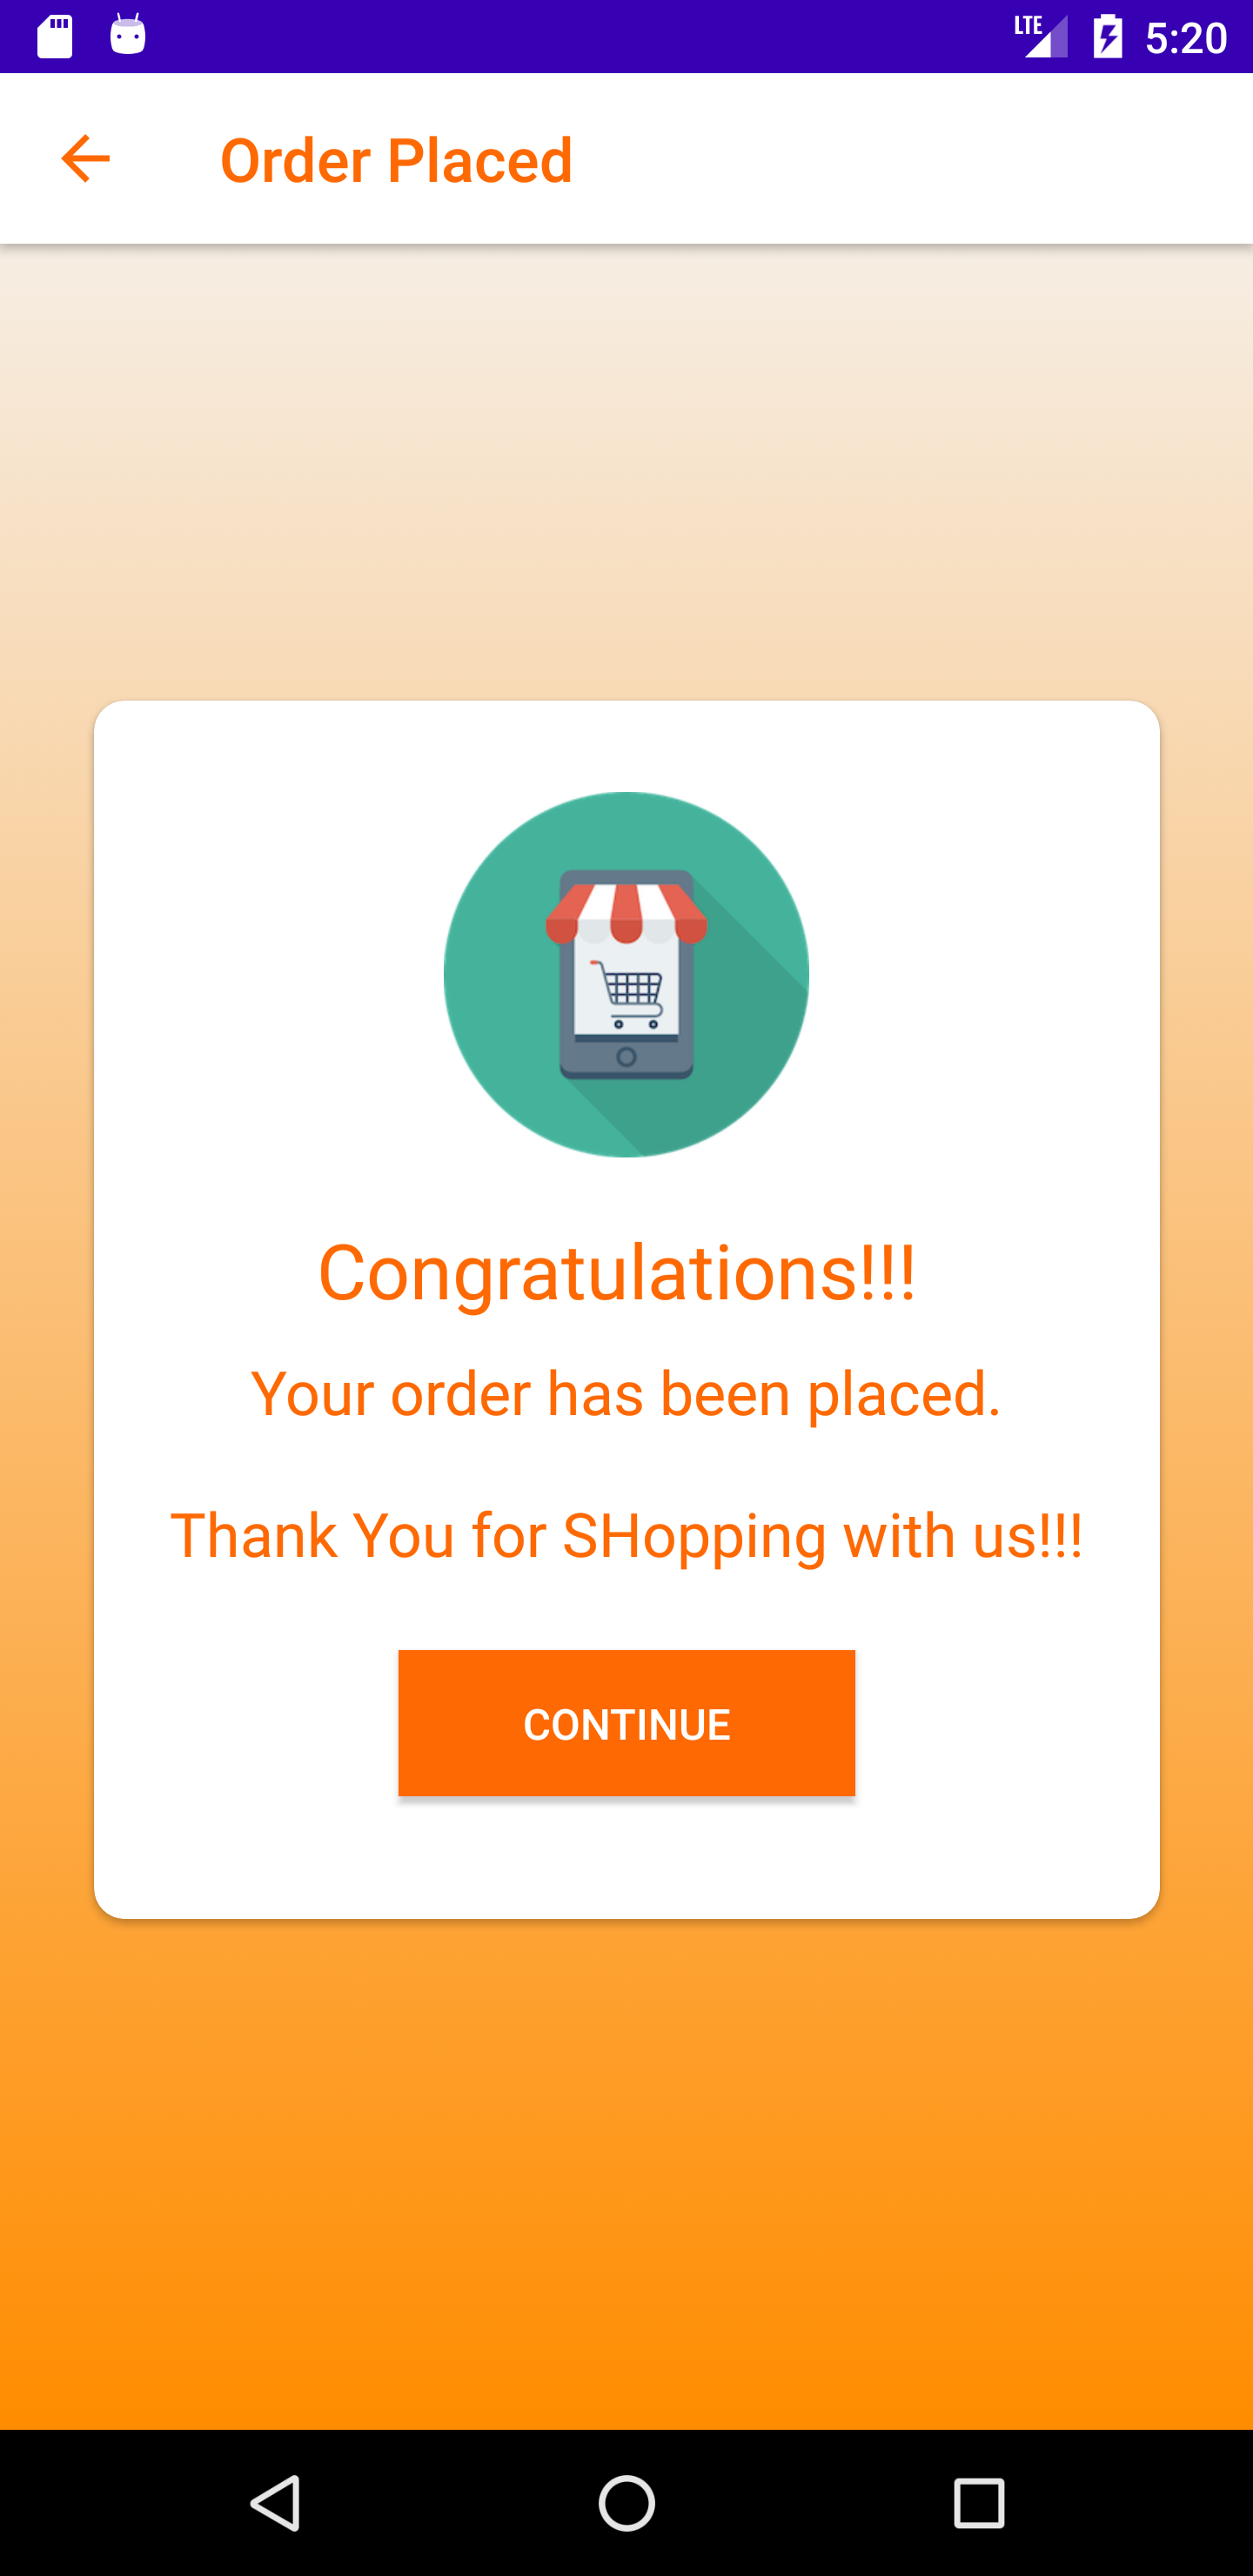 LTE 5:20
Order Placed
Congratulations!!!
Your order has been placed.
Thank You for SHopping with us!!!
CONTINUE